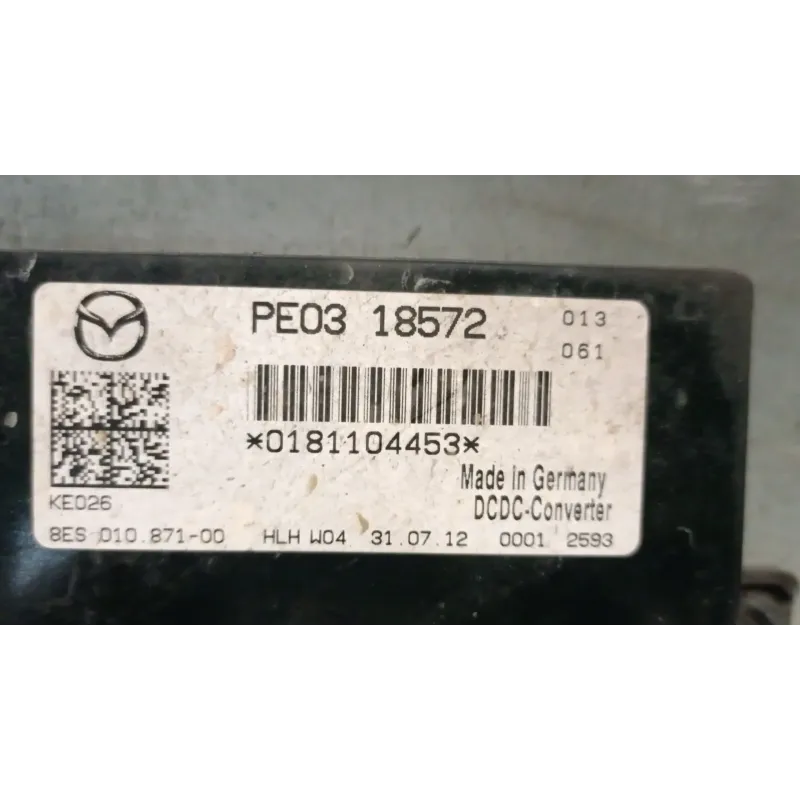 PE03 18572 013
061
*0181104453*
Made in Germany
DCDC-Converter
KE026
8ES 010.871-00 HLH W04 31.07.12 0001 2593